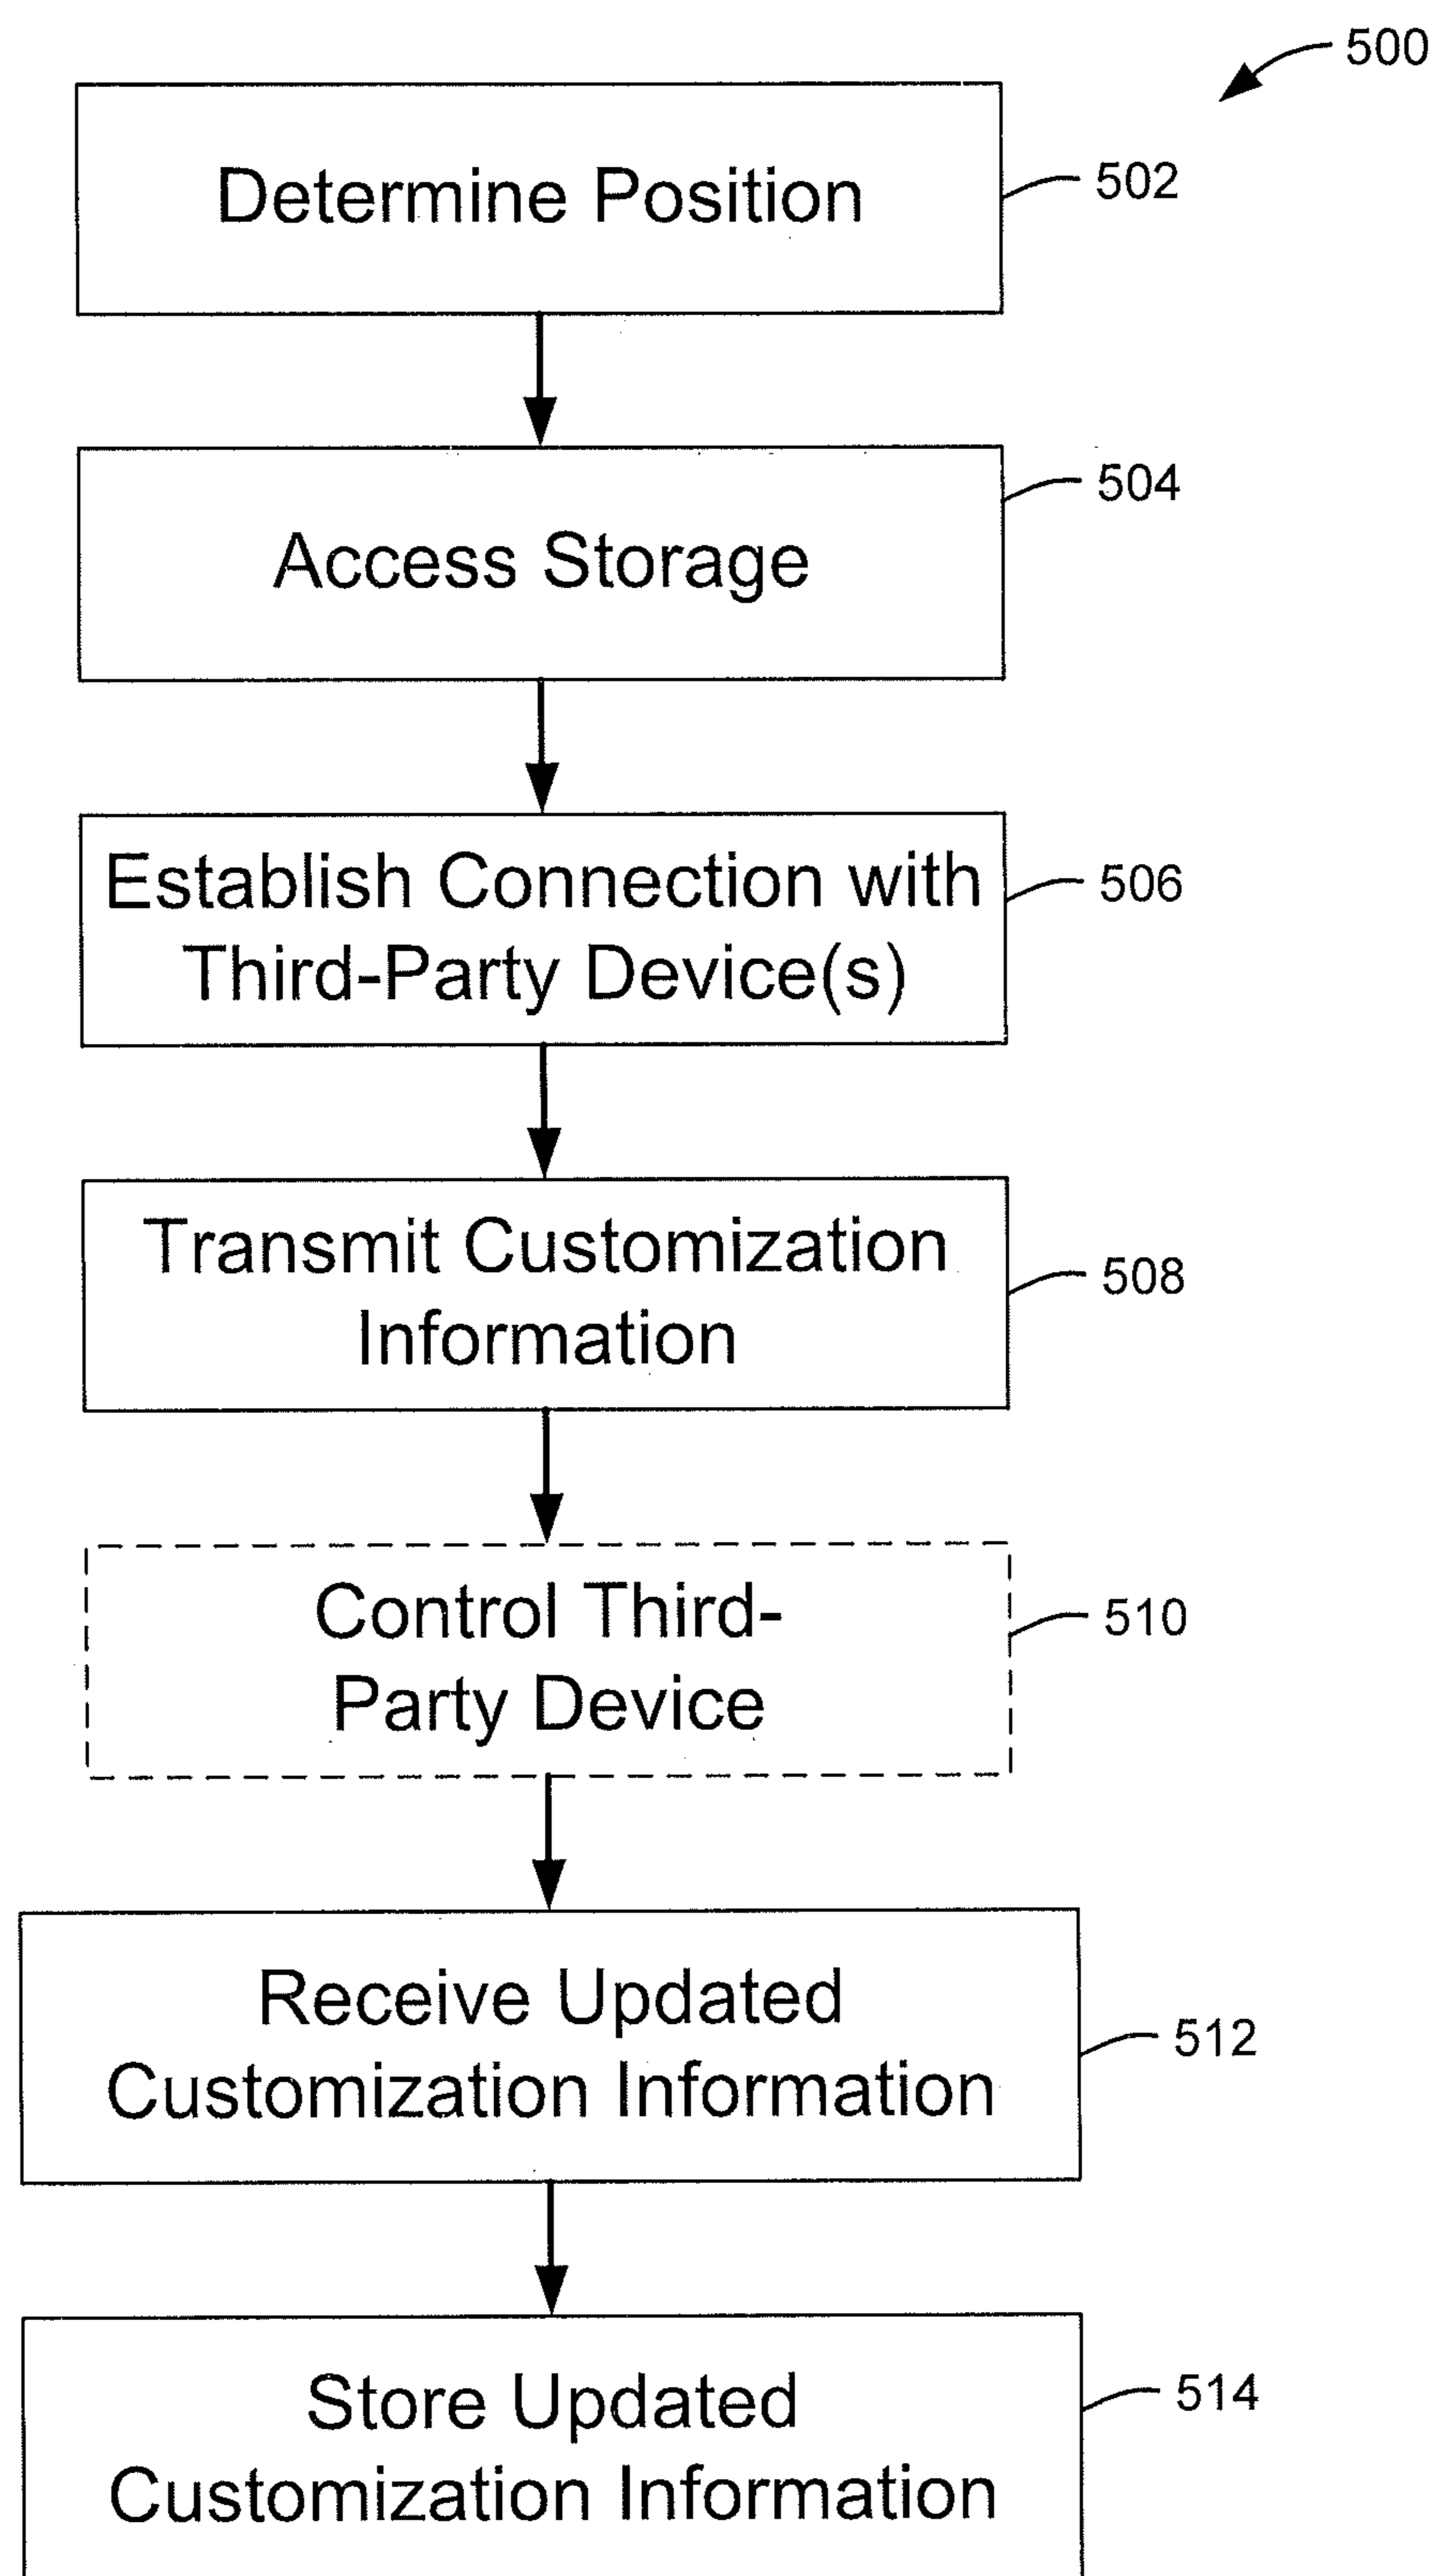 500
Determine Position
502
Access Storage
504
Establish Connection with
Third-Party Device(s)
506
Transmit Customization
Information
508
Control Third-
Party Device
510
Receive Updated
Customization Information
512
Store Updated
Customization Information
514